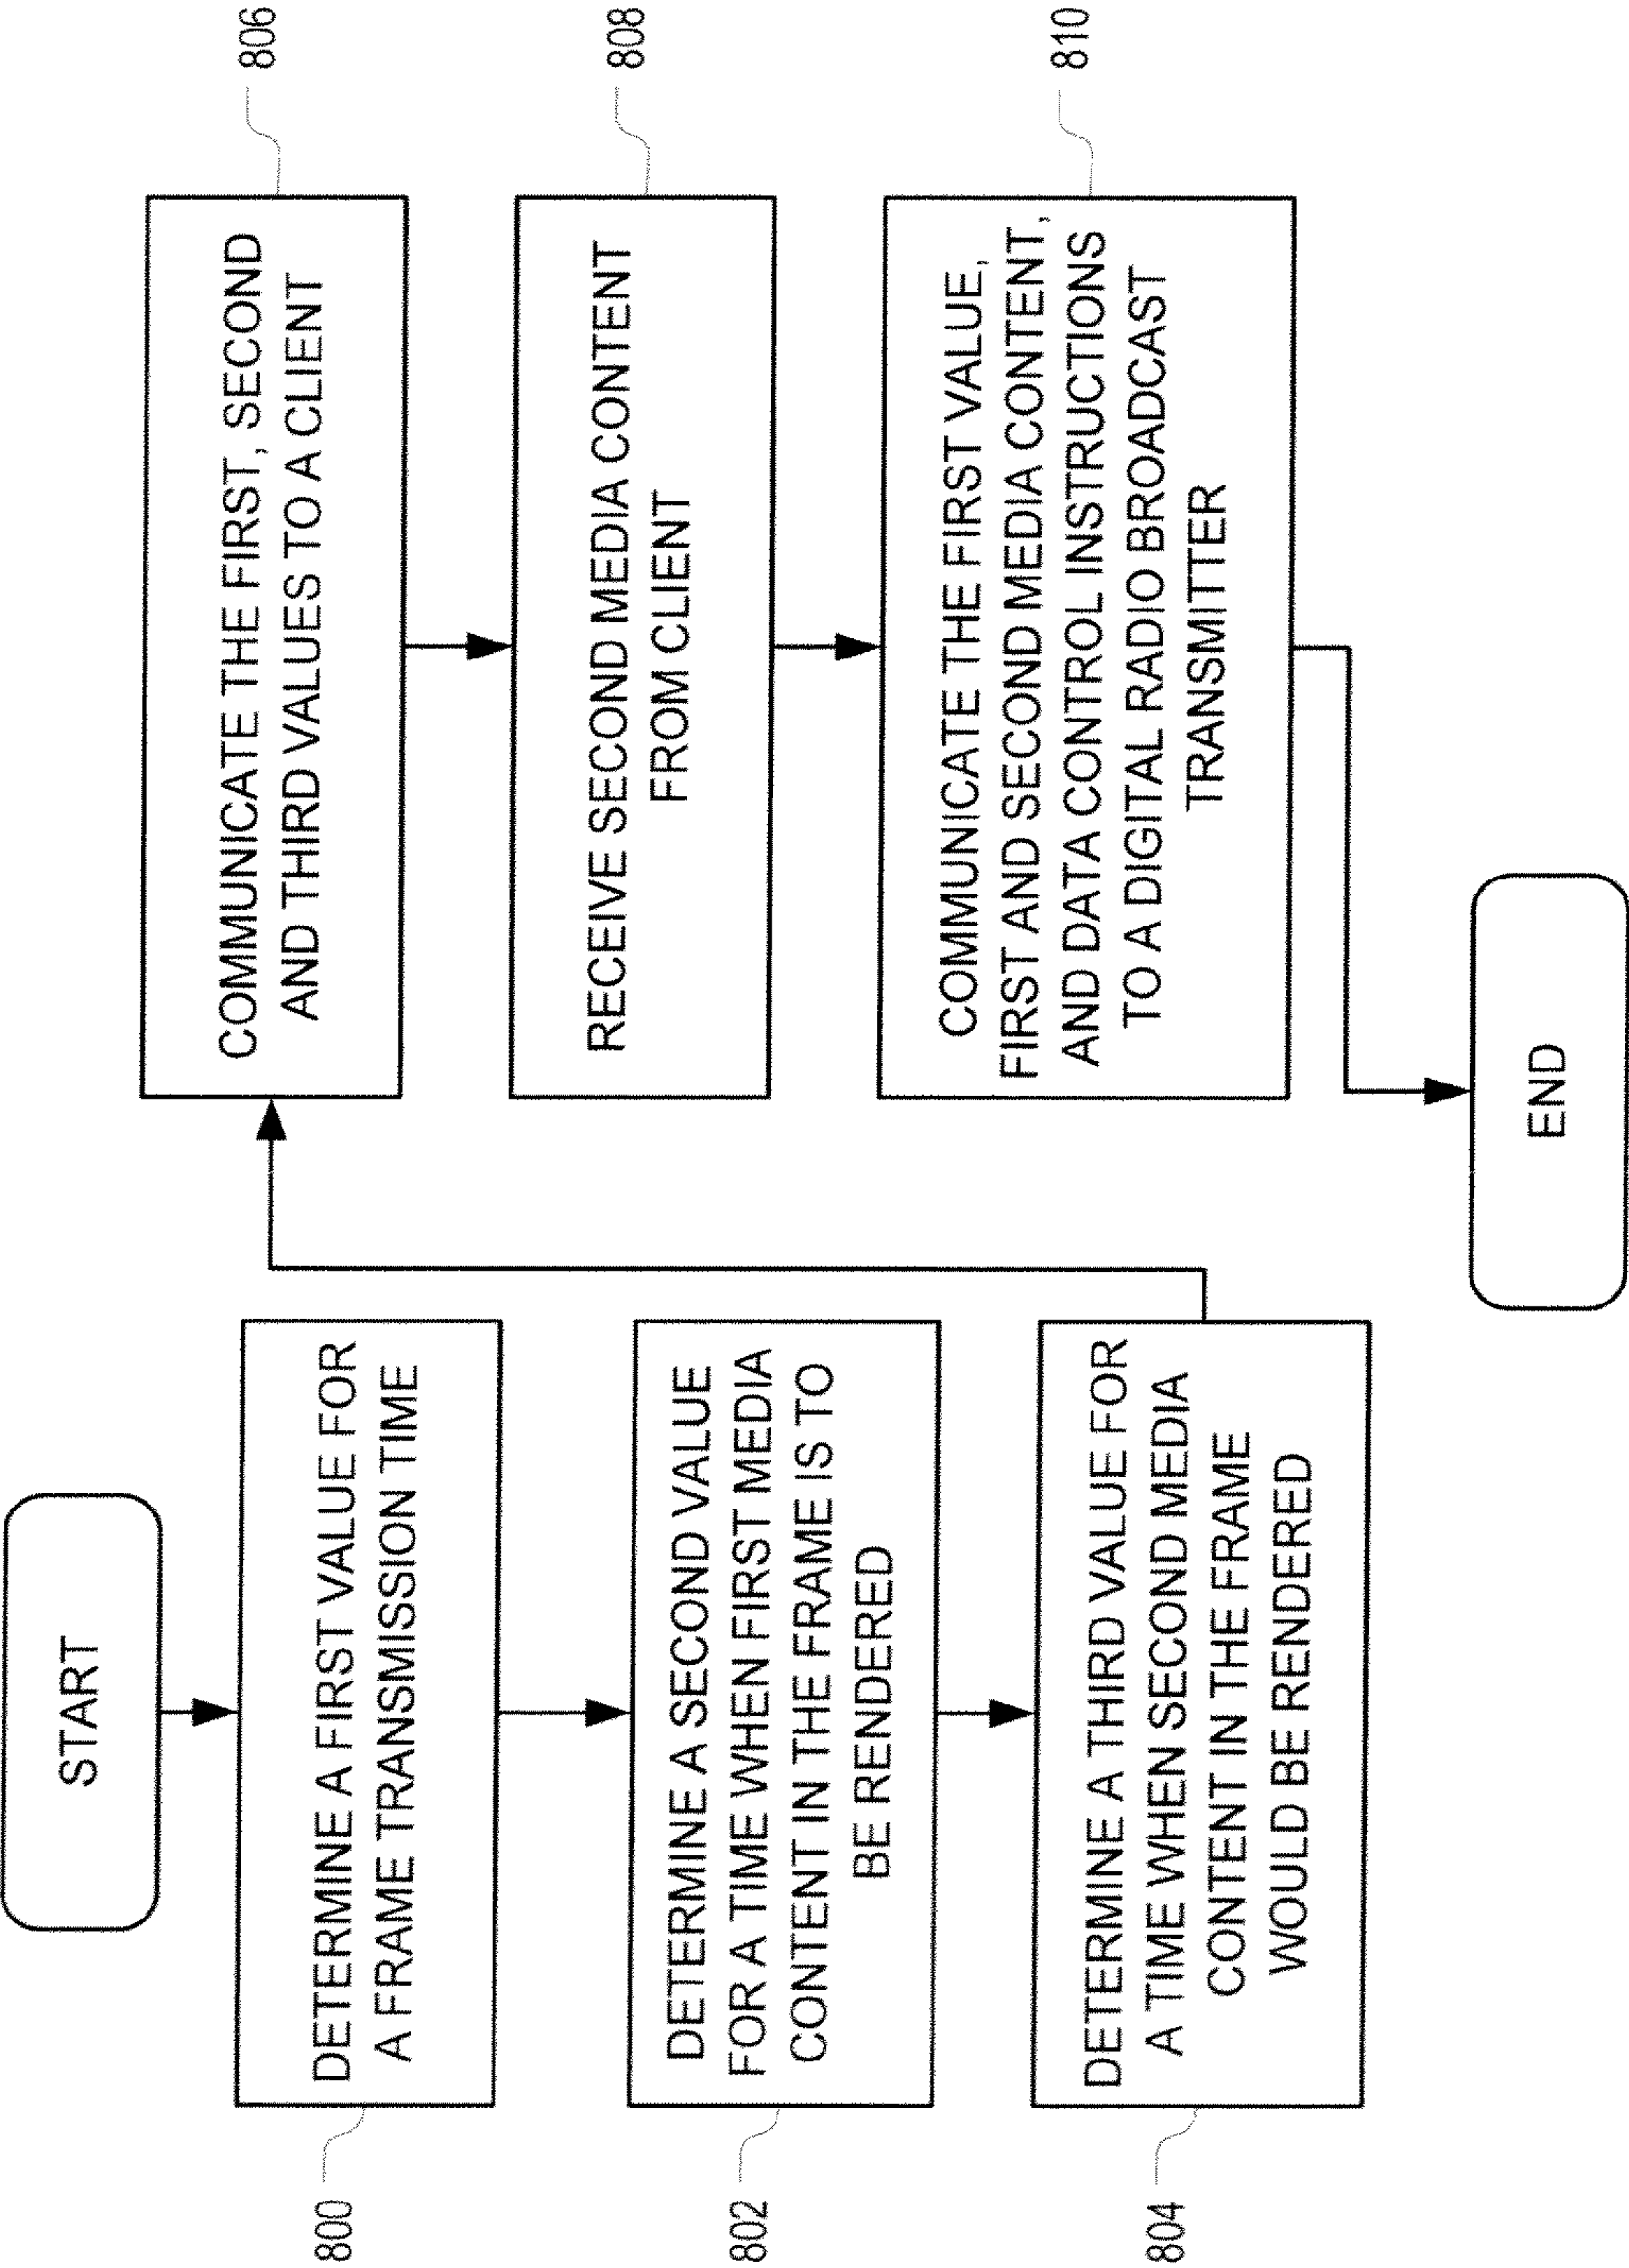 START
800
DETERMINE A FIRST VALUE FOR
A FRAME TRANSMISSION TIME
802
DETERMINE A SECOND VALUE
FOR A TIME WHEN FIRST MEDIA
CONTENT IN THE FRAME IS TO
BE RENDERED
804
DETERMINE A THIRD VALUE FOR
A TIME WHEN SECOND MEDIA
CONTENT IN THE FRAME
WOULD BE RENDERED
806
COMMUNICATE THE FIRST, SECOND
AND THIRD VALUES TO A CLIENT
808
RECEIVE SECOND MEDIA CONTENT
FROM CLIENT
810
COMMUNICATE THE FIRST VALUE,
FIRST AND SECOND MEDIA CONTENT,
AND DATA CONTROL INSTRUCTIONS
TO A DIGITAL RADIO BROADCAST
TRANSMITTER
END